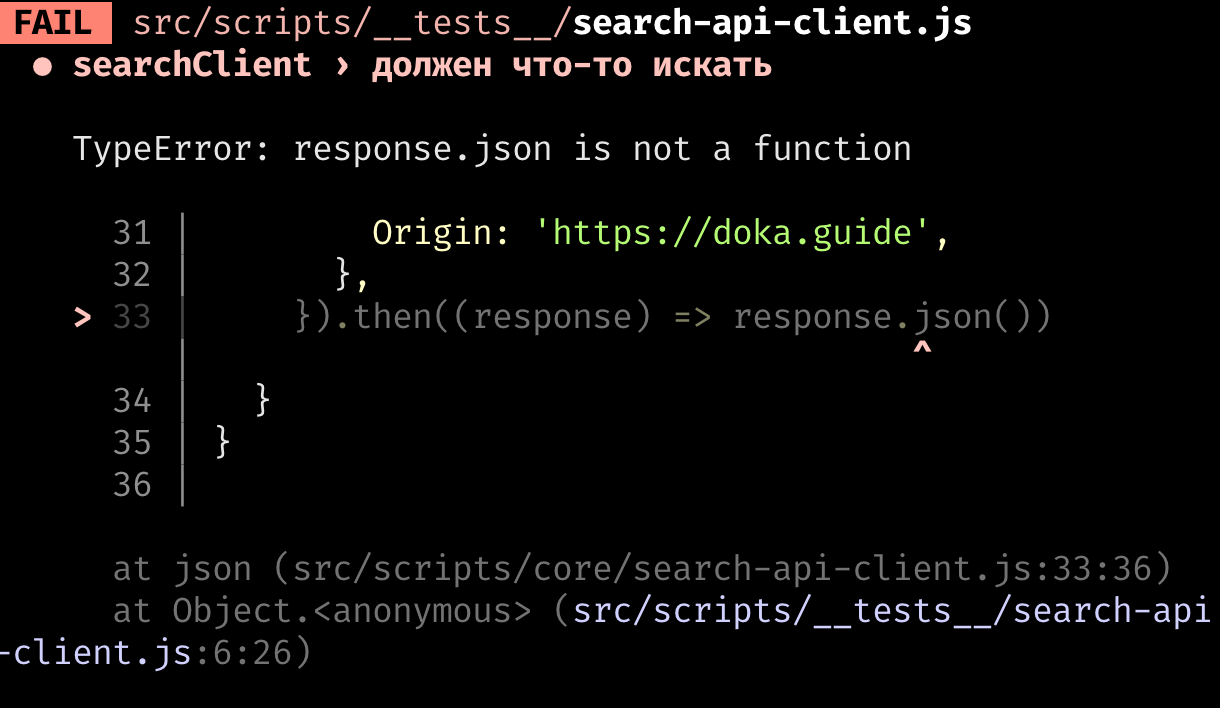 FAIL src/scripts/__tests__/search-api-client.js
● searchClient › должен что-то искать
TypeError: response.json is not a function
31 | Origin: 'https://doka.guide',
32 | },
> 33 | }).then((response) => response.json())
| ^
34 | }
35 | }
36 |
at json (src/scripts/core/search-api-client.js:33:36)
at Object.<anonymous> (src/scripts/__tests__/search-api
-client.js:6:26)